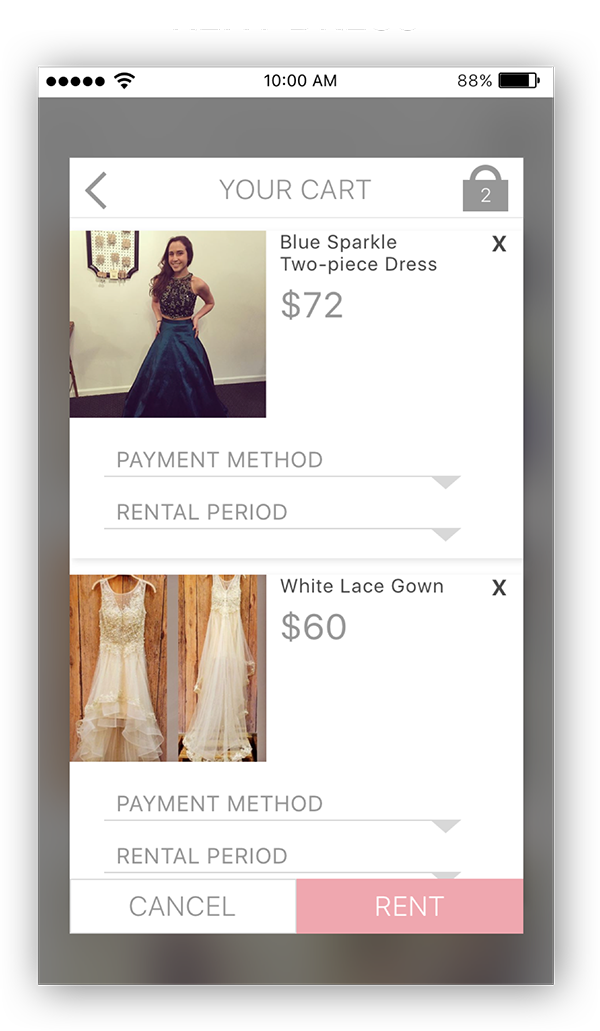 10:00 AM
88%
YOUR CART
2
Blue Sparkle
Two-piece Dress
X
$72
PAYMENT METHOD
RENTAL PERIOD
White Lace Gown
X
$60
PAYMENT METHOD
RENTAL PERIOD
CANCEL
RENT